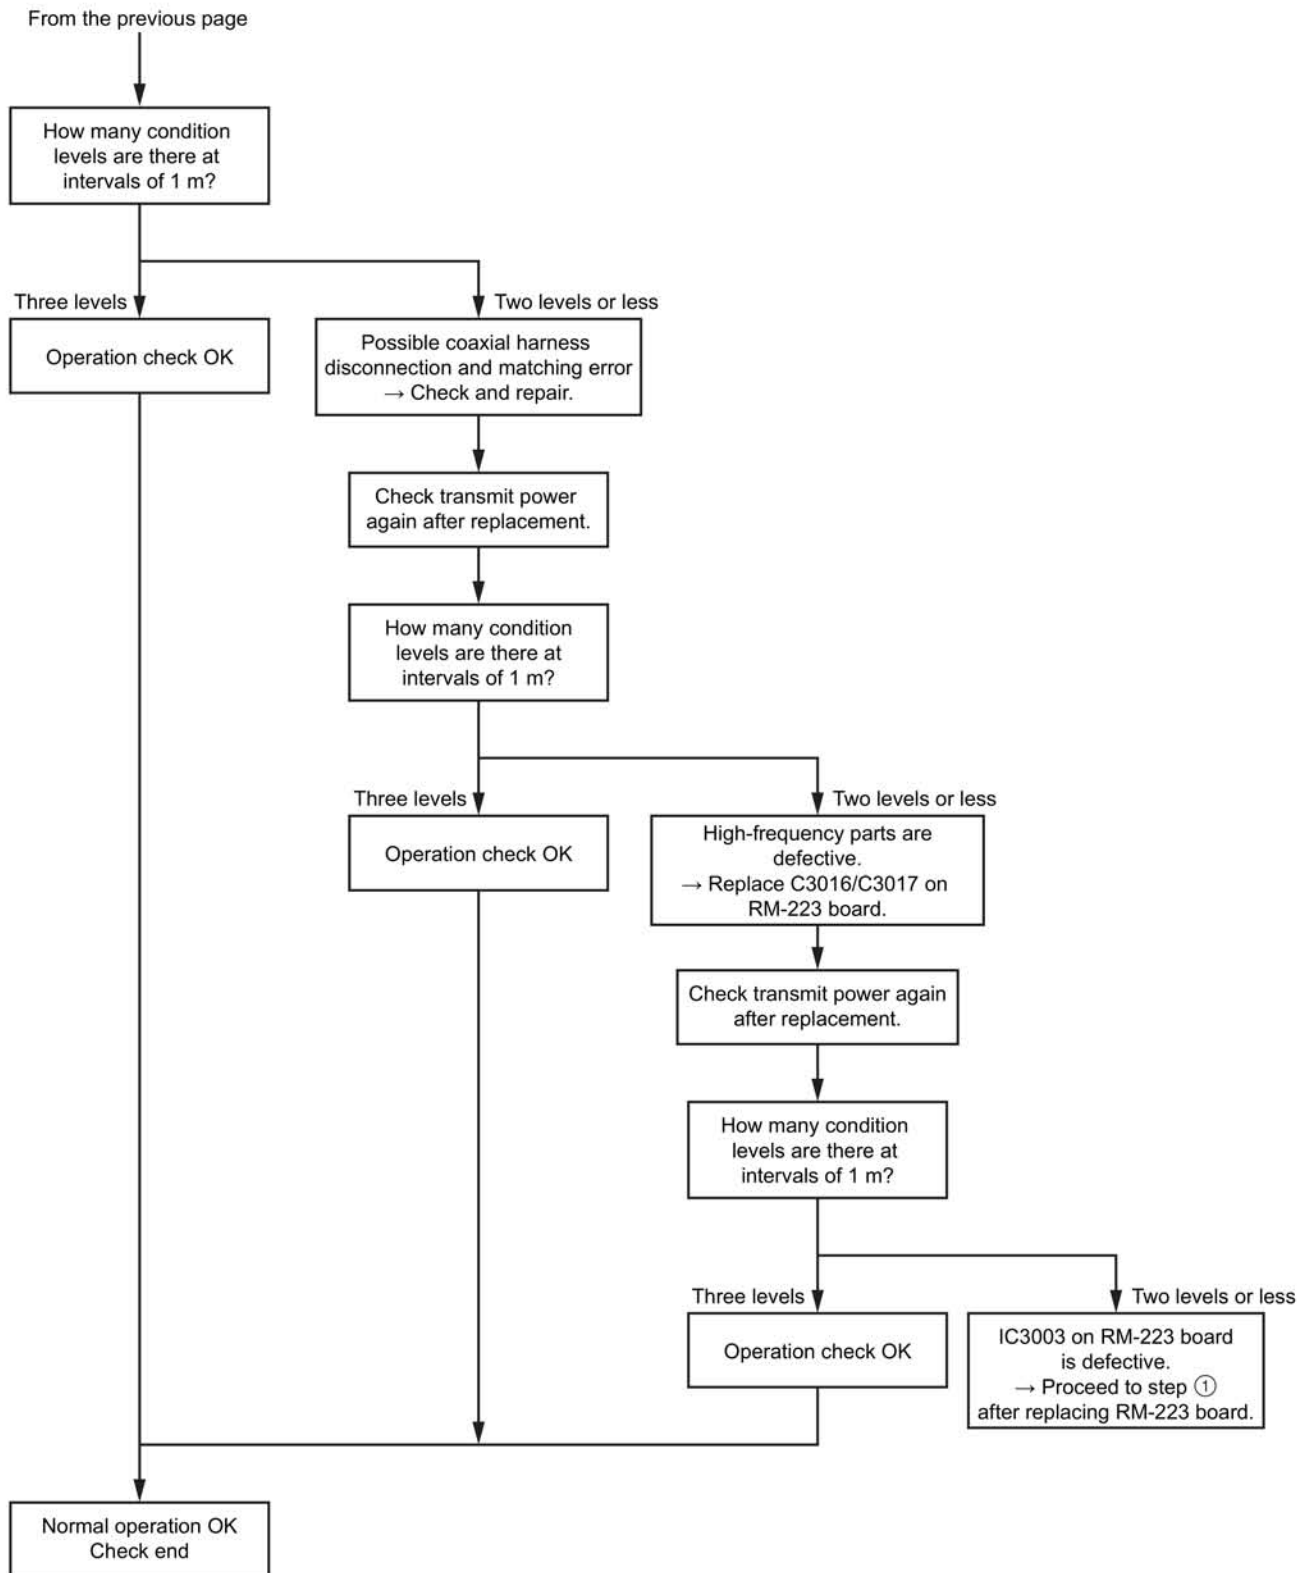 From the previous page
How many condition
levels are there at
intervals of 1 m?
Three levels
Two levels or less
Operation check OK
Possible coaxial harness
disconnection and matching error
→ Check and repair.
Check transmit power
again after replacement.
How many condition
levels are there at
intervals of 1 m?
Three levels
Two levels or less
Operation check OK
High-frequency parts are
defective.
→ Replace C3016/C3017 on
RM-223 board.
Check transmit power again
after replacement.
How many condition
levels are there at
intervals of 1 m?
Three levels
Two levels or less
Operation check OK
IC3003 on RM-223 board
is defective.
→ Proceed to step ①
after replacing RM-223 board.
Normal operation OK
Check end